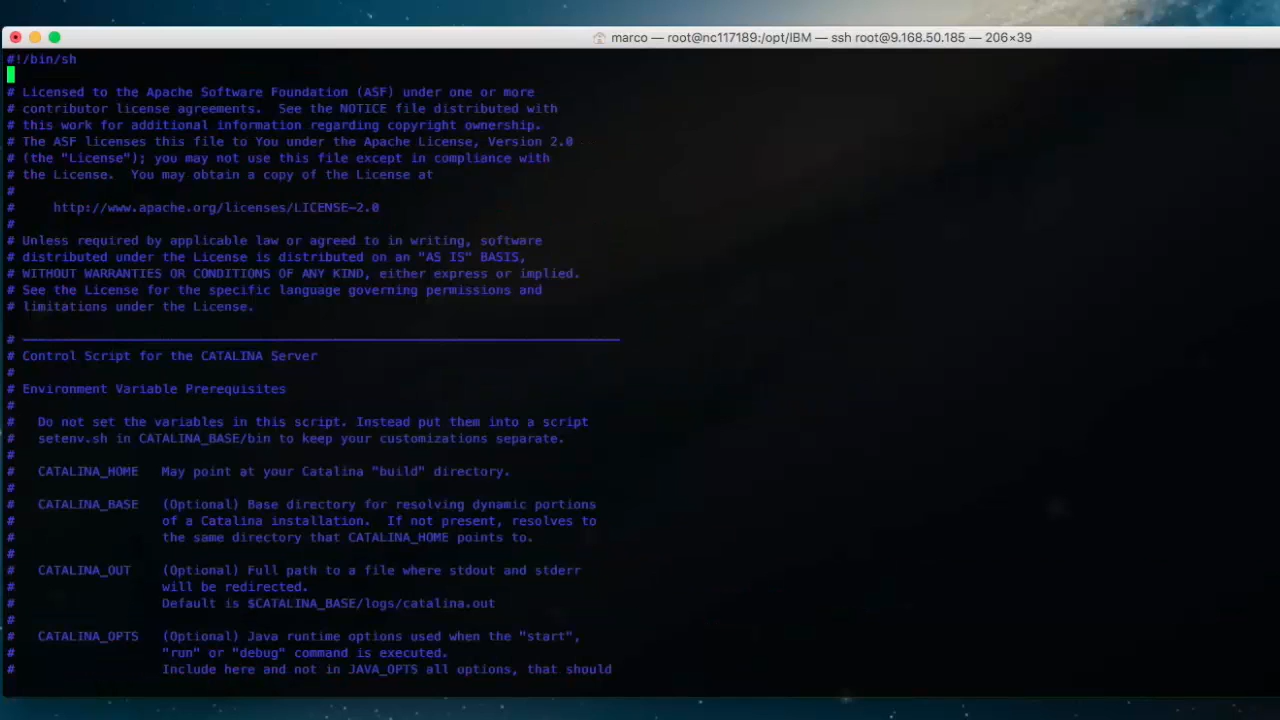 marco — root@nc117189:/opt/IBM — ssh root@9.168.50.185 — 206×39
#!/bin/sh
# Licensed to the Apache Software Foundation (ASF) under one or more
# contributor license agreements.  See the NOTICE file distributed with
# this work for additional information regarding copyright ownership.
# The ASF licenses this file to You under the Apache License, Version 2.0
# (the "License"); you may not use this file except in compliance with
# the License.  You may obtain a copy of the License at
#
#     http://www.apache.org/licenses/LICENSE-2.0
#
# Unless required by applicable law or agreed to in writing, software
# distributed under the License is distributed on an "AS IS" BASIS,
# WITHOUT WARRANTIES OR CONDITIONS OF ANY KIND, either express or implied.
# See the License for the specific language governing permissions and
# limitations under the License.
# -----------------------------------------------------------------------------
# Control Script for the CATALINA Server
#
# Environment Variable Prerequisites
#
#   Do not set the variables in this script. Instead put them into a script
#   setenv.sh in CATALINA_BASE/bin to keep your customizations separate.
#
#   CATALINA_HOME   May point at your Catalina "build" directory.
#
#   CATALINA_BASE   (Optional) Base directory for resolving dynamic portions
#                   of a Catalina installation.  If not present, resolves to
#                   the same directory that CATALINA_HOME points to.
#
#   CATALINA_OUT    (Optional) Full path to a file where stdout and stderr
#                   will be redirected.
#                   Default is $CATALINA_BASE/logs/catalina.out
#
#   CATALINA_OPTS   (Optional) Java runtime options used when the "start",
#                   "run" or "debug" command is executed.
#                   Include here and not in JAVA_OPTS all options, that should